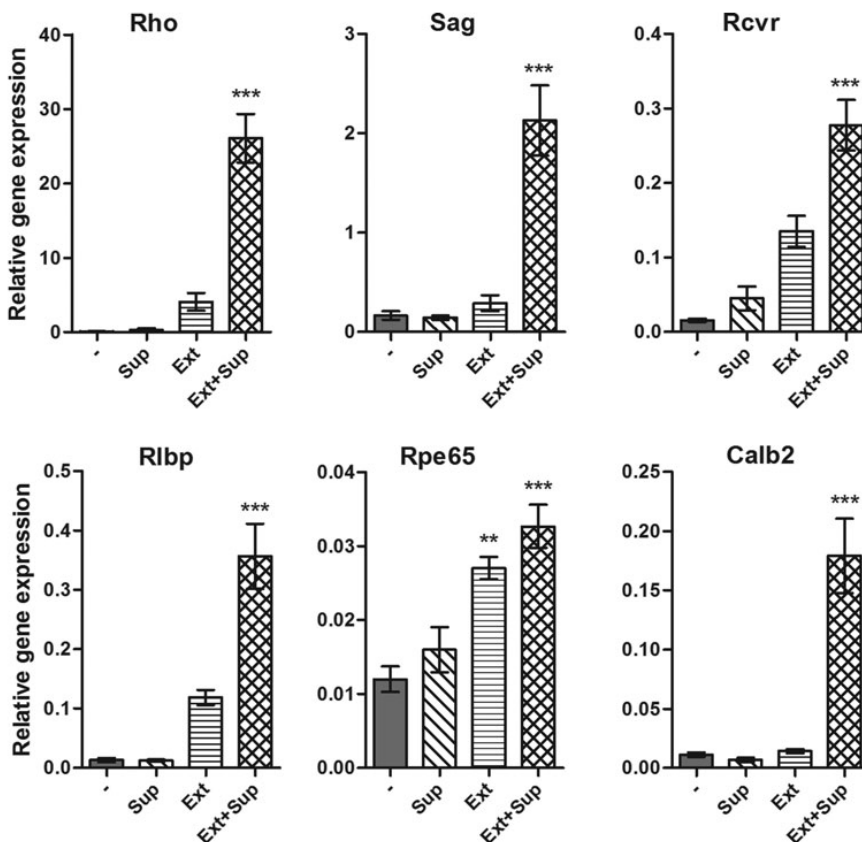 Rho
Relative gene expression
40
30
20
10
0
***
- Sup Ext Ext+Sup
Sag
3
2
1
0
***
- Sup Ext Ext+Sup
Rcvr
0.4
0.3
0.2
0.1
0.0
***
- Sup Ext Ext+Sup
Rlbp
Relative gene expression
0.5
0.4
0.3
0.2
0.1
0.0
***
- Sup Ext Ext+Sup
Rpe65
0.04
0.03
0.02
0.01
0.00
**
***
- Sup Ext Ext+Sup
Calb2
0.25
0.20
0.15
0.10
0.05
0.00
***
- Sup Ext Ext+Sup